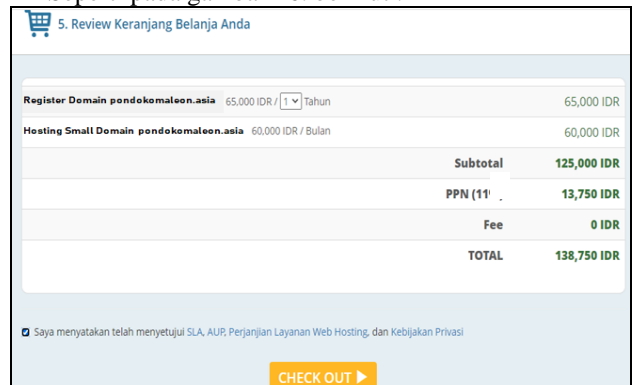 5. Review Keranjang Belanja Anda
Register Domain pondokomaleon.asia 65,000 IDR / 1 Tahun 65,000 IDR
Hosting Small Domain pondokomaleon.asia 60,000 IDR / Bulan 60,000 IDR
Subtotal 125,000 IDR
PPN (11 13,750 IDR
Fee 0 IDR
TOTAL 138,750 IDR
Saya menyatakan telah menyetujui SLA, AUP, Perjanjian Layanan Web Hosting, dan Kebijakan Privasi
CHECK OUT